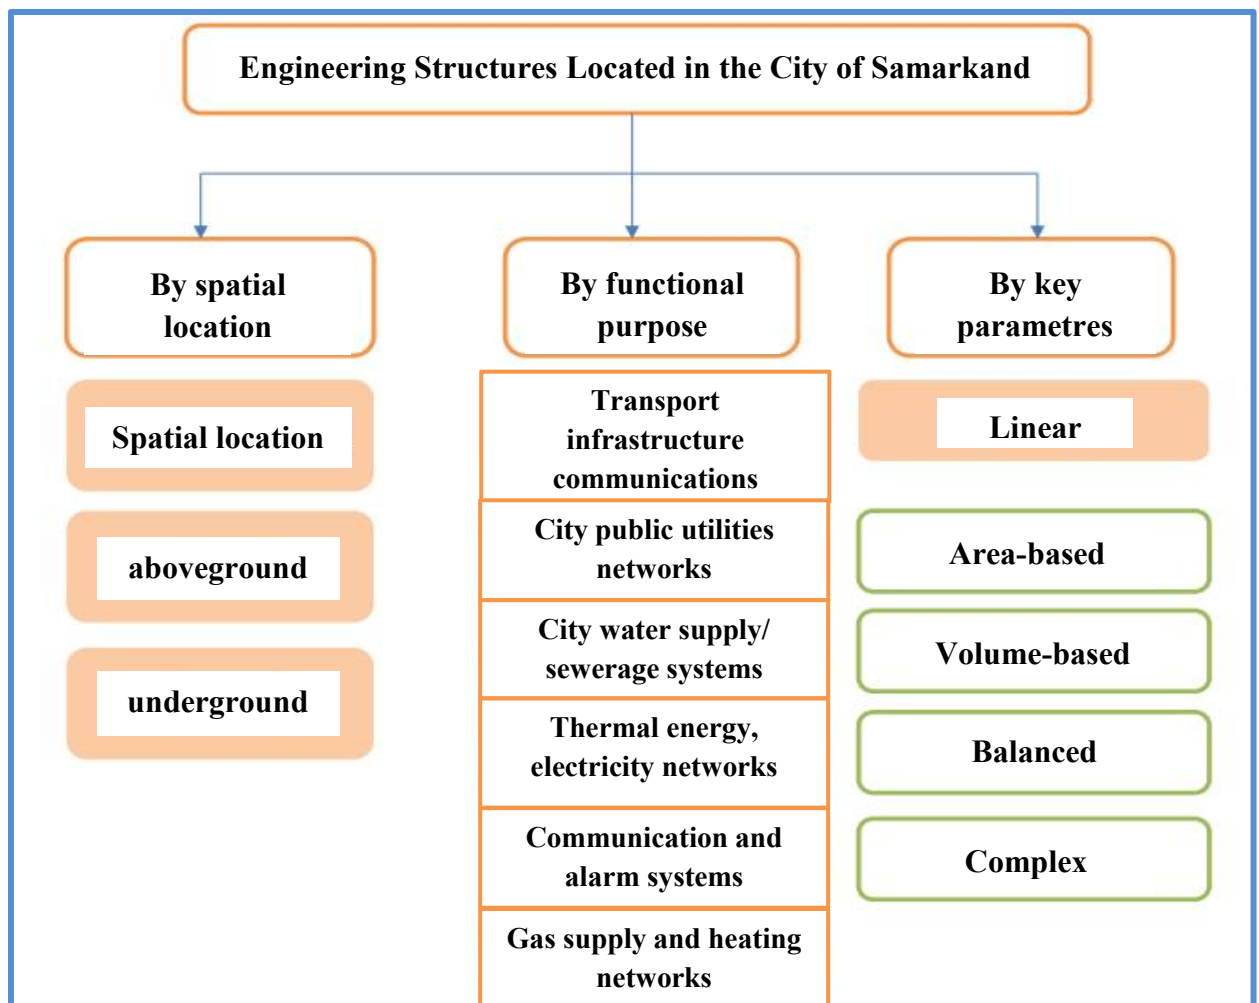 Engineering Structures Located in the City of Samarkand
By spatial
location
Spatial location
aboveground
underground
By functional
purpose
Transport
infrastructure
communications
City public utilities
networks
City water supply/
sewerage systems
Thermal energy,
electricity networks
Communication and
alarm systems
Gas supply and heating
networks
By key
parametres
Linear
Area-based
Volume-based
Balanced
Complex